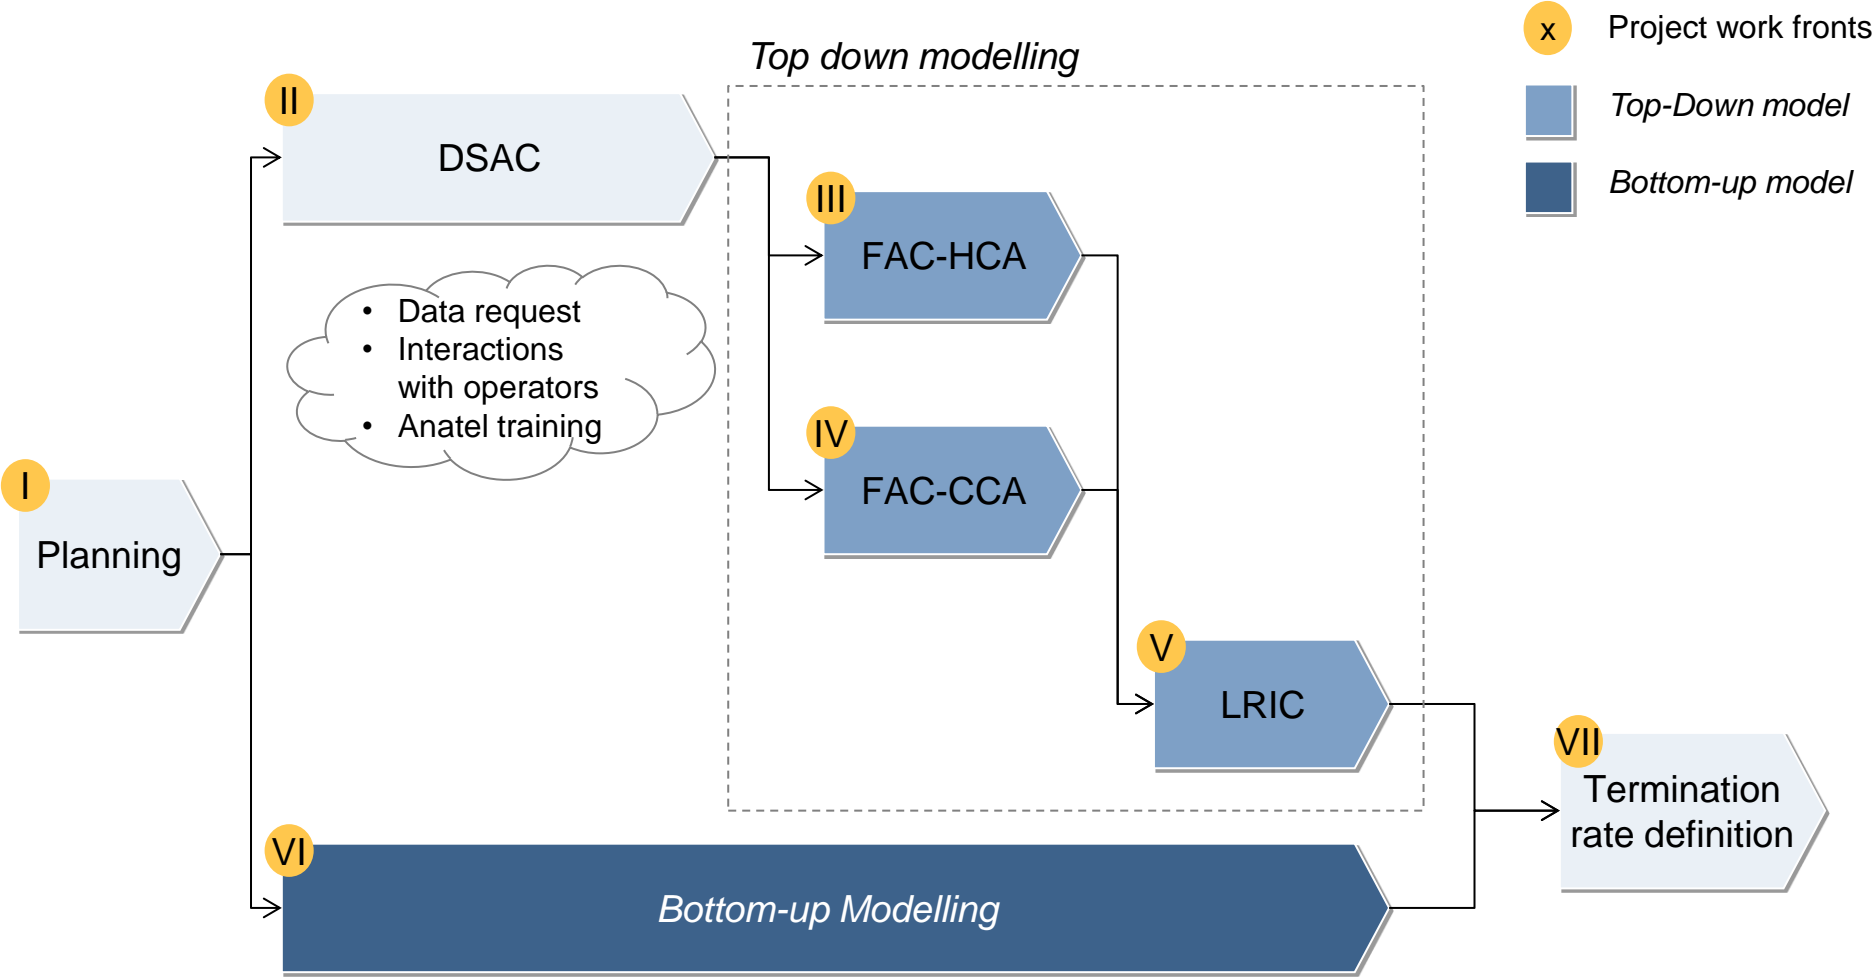 x Project work fronts
Top-Down model
Bottom-up model
Top down modelling
II
DSAC
III
FAC-HCA
• Data request
• Interactions
with operators
• Anatel training
IV
FAC-CCA
I
Planning
V
LRIC
VII
Termination
rate definition
VI
Bottom-up Modelling